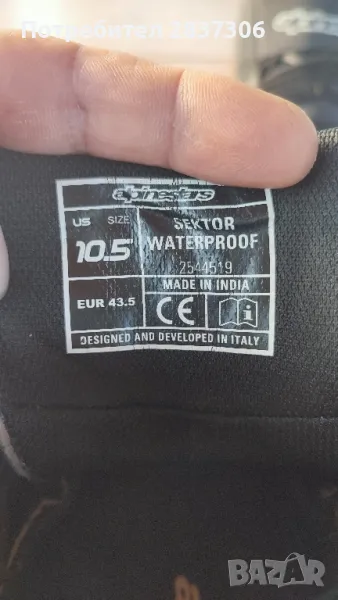 Потребител 2337306
alpinestars
US SIZE
10.5
SEKTOR
WATERPROOF
2544519
MADE IN INDIA
EUR 43.5
CE
i
DESIGNED AND DEVELOPED IN ITALY
BAZAR.BG